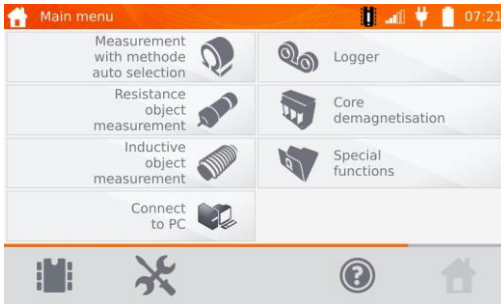 Main menu
07:21
Measurement
with methode
auto selection
Logger
Resistance
object
measurement
Core
demagnetisation
Inductive
object
measurement
Special
functions
Connect
to PC